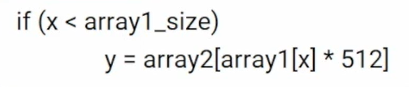 if (x < array1_size)
y = array2[array1[x] * 512]